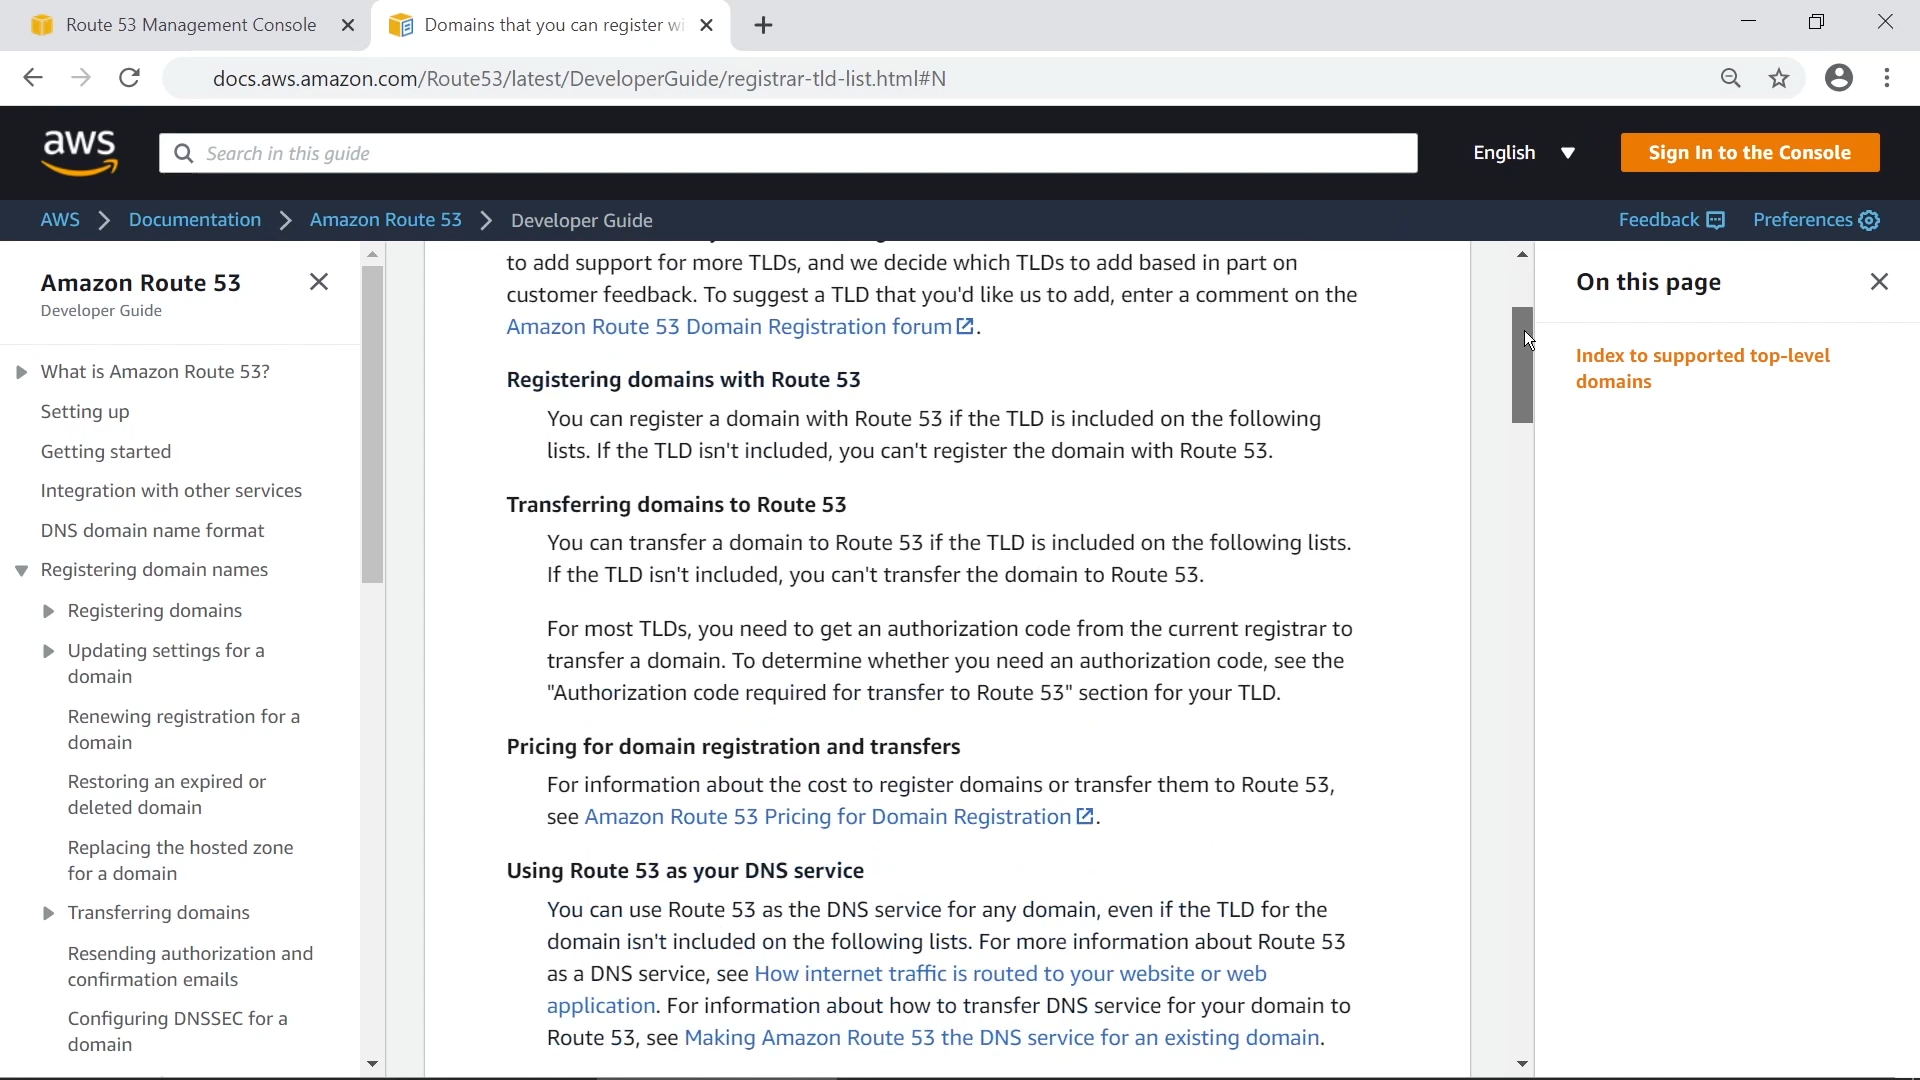 Route 53 Management Console
Domains that you can register wi
docs.aws.amazon.com/Route53/latest/DeveloperGuide/registrar-tld-list.html#N
aws
Search in this guide
English
Sign In to the Console
AWS
Documentation
Amazon Route 53
Developer Guide
Feedback
Preferences
Amazon Route 53
Developer Guide
What is Amazon Route 53?
Setting up
Getting started
Integration with other services
DNS domain name format
Registering domain names
Registering domains
Updating settings for a
domain
Renewing registration for a
domain
Restoring an expired or
deleted domain
Replacing the hosted zone
for a domain
Transferring domains
Resending authorization and
confirmation emails
Configuring DNSSEC for a
domain
to add support for more TLDs, and we decide which TLDs to add based in part on
customer feedback. To suggest a TLD that you'd like us to add, enter a comment on the
Amazon Route 53 Domain Registration forum.
Registering domains with Route 53
You can register a domain with Route 53 if the TLD is included on the following
lists. If the TLD isn't included, you can't register the domain with Route 53.
Transferring domains to Route 53
You can transfer a domain to Route 53 if the TLD is included on the following lists.
If the TLD isn't included, you can't transfer the domain to Route 53.
For most TLDs, you need to get an authorization code from the current registrar to
transfer a domain. To determine whether you need an authorization code, see the
"Authorization code required for transfer to Route 53" section for your TLD.
Pricing for domain registration and transfers
For information about the cost to register domains or transfer them to Route 53,
see Amazon Route 53 Pricing for Domain Registration.
Using Route 53 as your DNS service
You can use Route 53 as the DNS service for any domain, even if the TLD for the
domain isn't included on the following lists. For more information about Route 53
as a DNS service, see How internet traffic is routed to your website or web
application. For information about how to transfer DNS service for your domain to
Route 53, see Making Amazon Route 53 the DNS service for an existing domain.
On this page
Index to supported top-level
domains